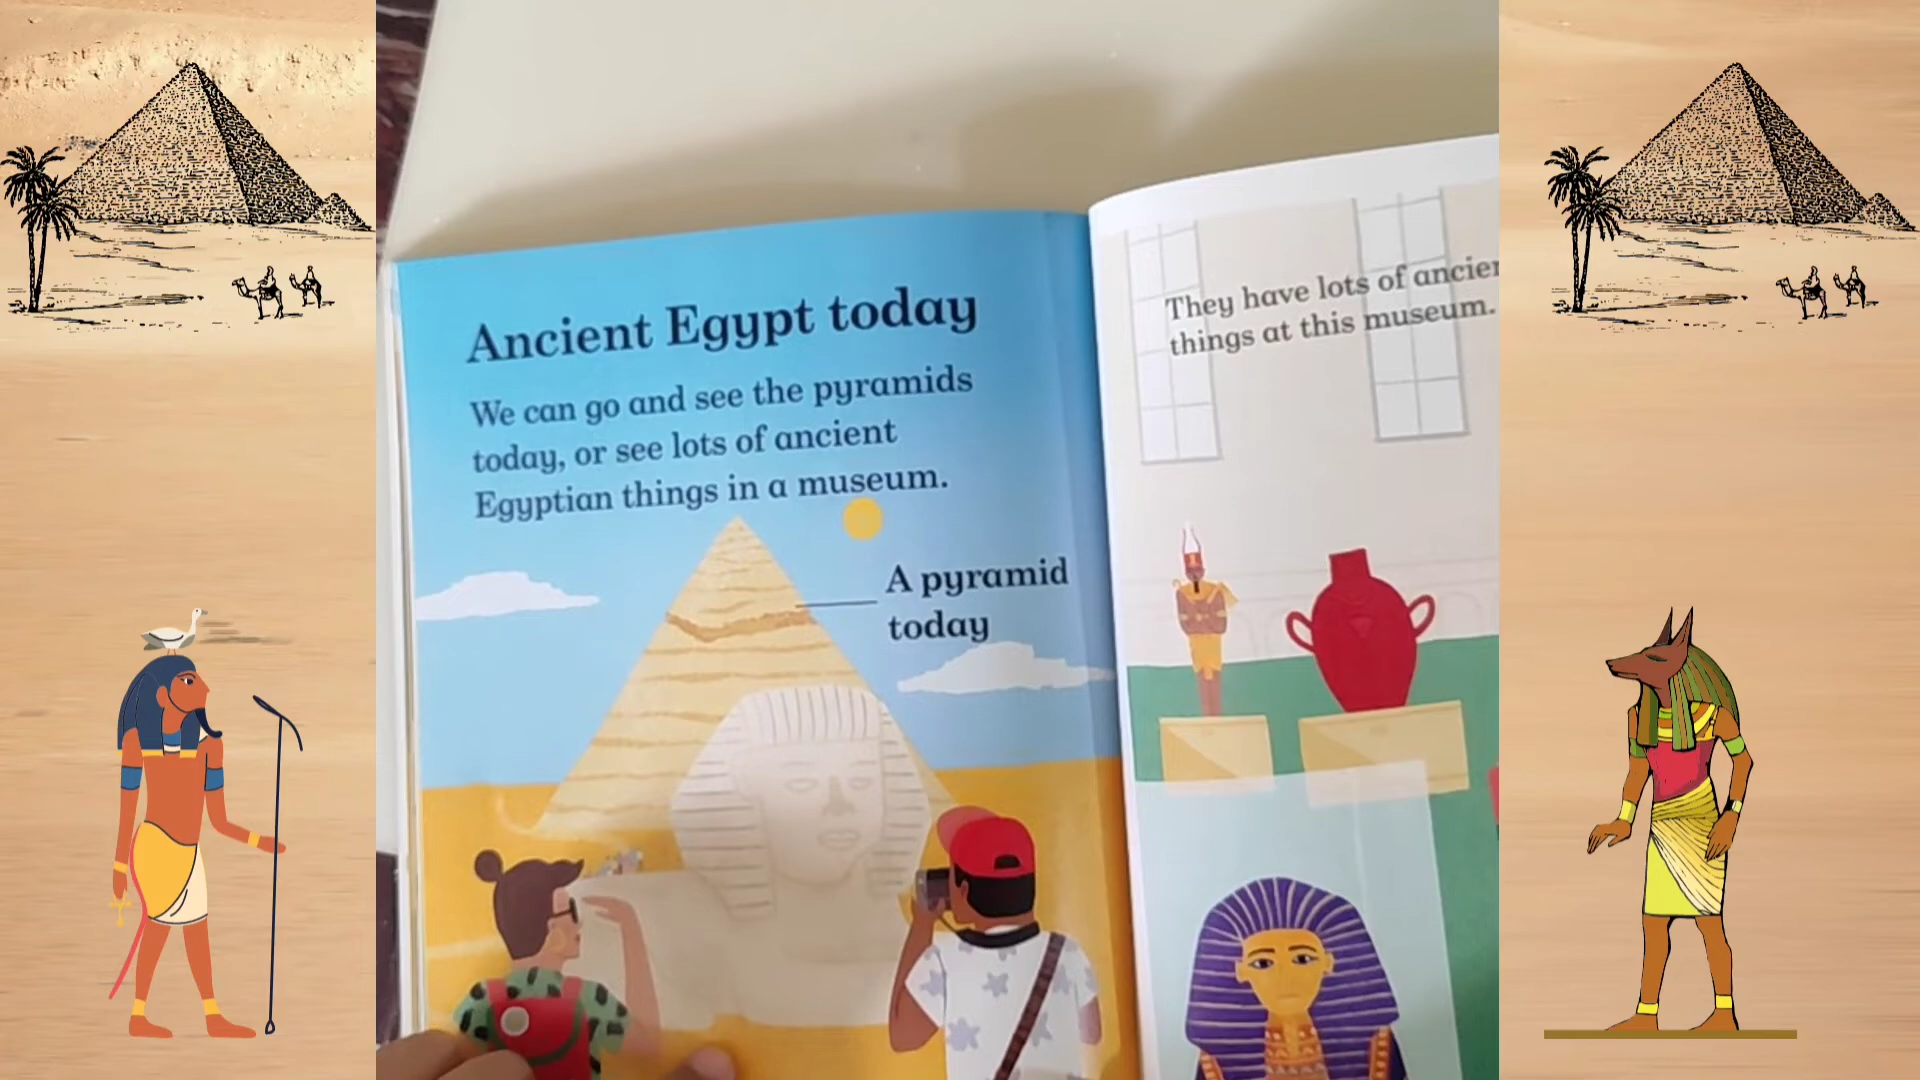 Ancient Egypt today
We can go and see the pyramids
today, or see lots of ancient
Egyptian things in a museum.
A pyramid
today
They have lots of
things at this museum.